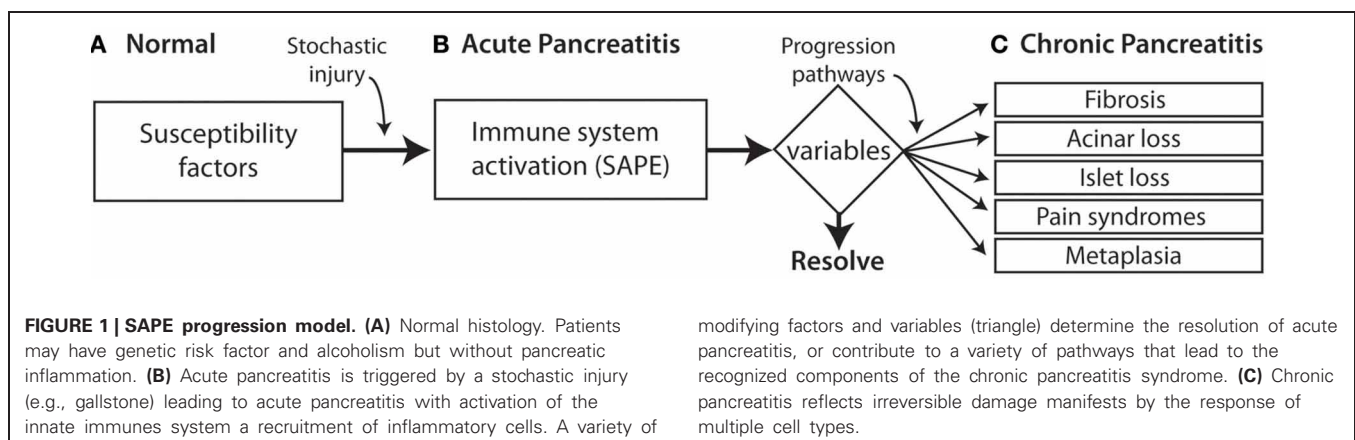 A Normal
Stochastic
injury
B Acute Pancreatitis
Progression
pathways
C Chronic Pancreatitis
Susceptibility
factors
Immune system
activation (SAPE)
variables
Resolve
Fibrosis
Acinar loss
Islet loss
Pain syndromes
Metaplasia
FIGURE 1 | SAPE progression model. (A) Normal histology. Patients
may have genetic risk factor and alcoholism but without pancreatic
inflammation. (B) Acute pancreatitis is triggered by a stochastic injury
(e.g., gallstone) leading to acute pancreatitis with activation of the
innate immunes system a recruitment of inflammatory cells. A variety of
modifying factors and variables (triangle) determine the resolution of acute
pancreatitis, or contribute to a variety of pathways that lead to the
recognized components of the chronic pancreatitis syndrome. (C) Chronic
pancreatitis reflects irreversible damage manifests by the response of
multiple cell types.